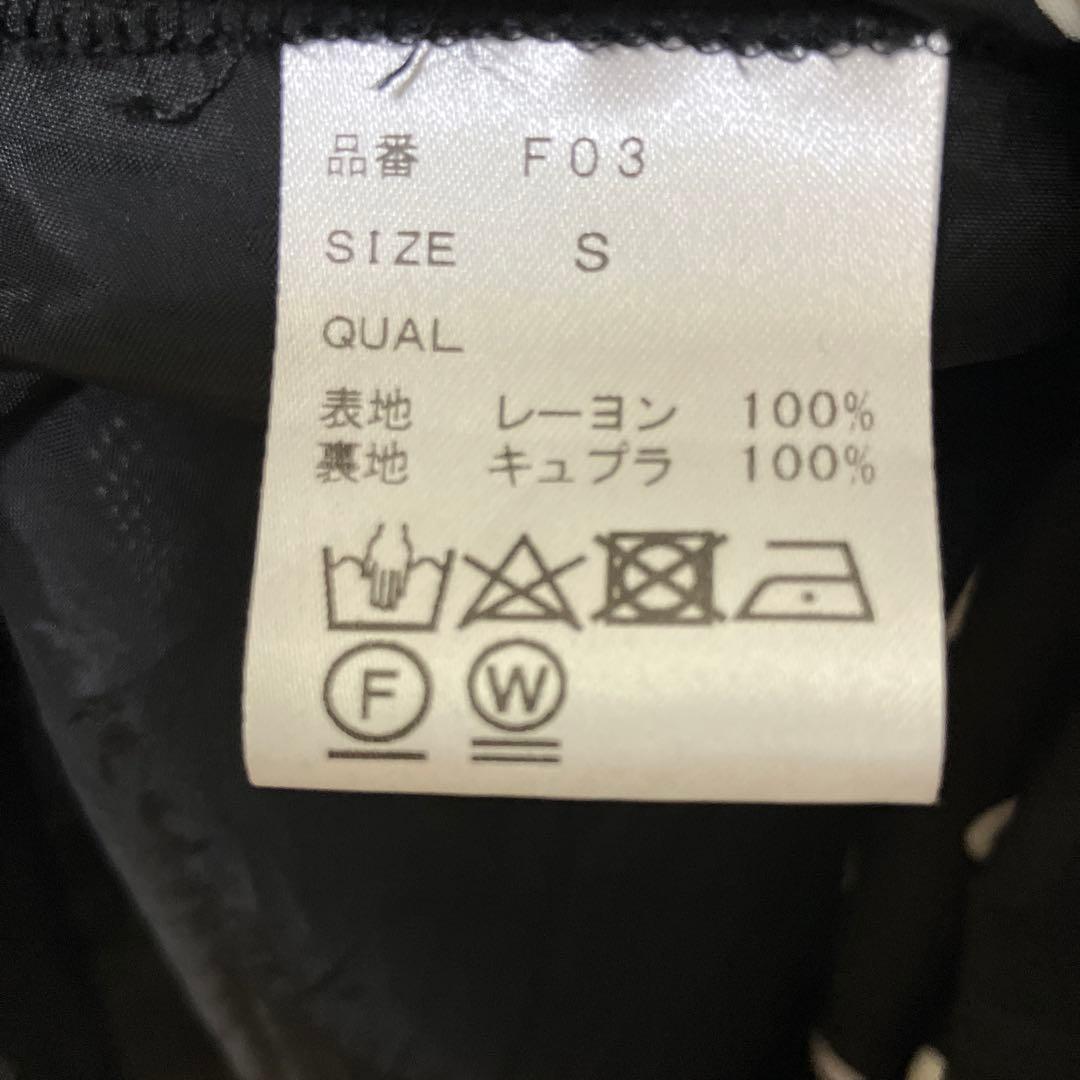 品番 F03
SIZE S
QUAL
表地 レーヨン 100%
裏地 キュプラ 100%
F W